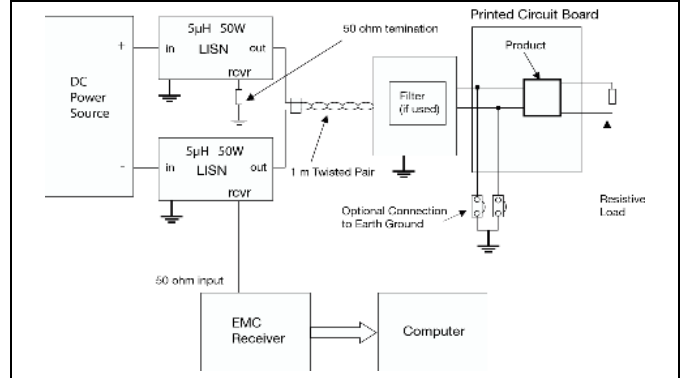 Printed Circuit Board
5µH 50W
in LISN out
rcvr
50 ohm temination
Product
+
DC
Power
Source
Filter
(if used)
5µH 50W
-
in LISN out
rcvr
1 m Twisted Pair
Optional Connection
to Earth Ground
Resistive
Load
50 ohm input
EMC
Receiver
Computer